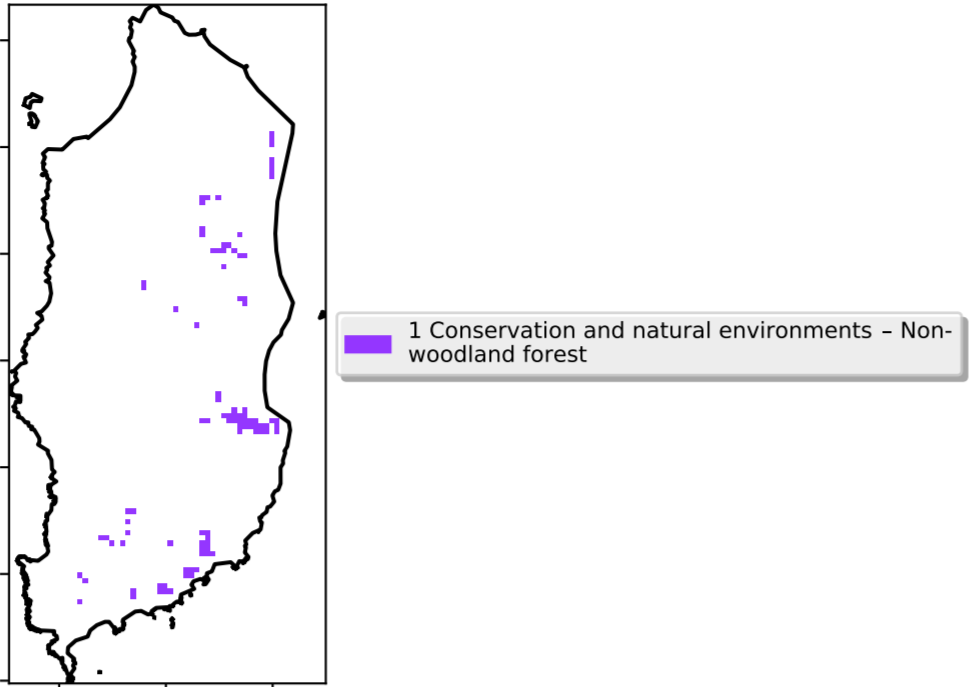 1 Conservation and natural environments – Non-
woodland forest